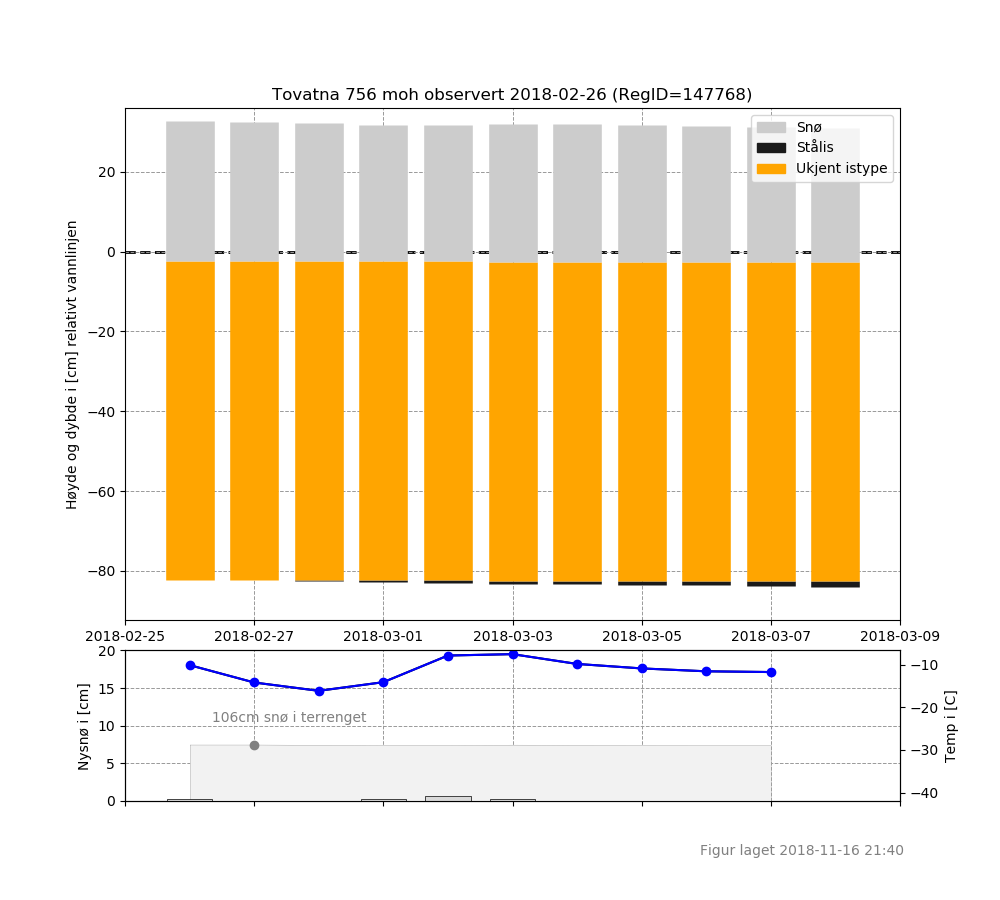 Tovatna 756 moh observert 2018-02-26 (RegID=147768)
Snø
Stålis
Ukjent istype
Høyde og dybde i [cm] relativt vannlinjen
20
0
−20
−40
−60
−80
2018-02-25
2018-02-27
2018-03-01
2018-03-03
2018-03-05
2018-03-07
2018-03-09
Nysnø i [cm]
20
15
10
5
0
106cm snø i terrenget
−10
−20
−30
−40
Temp i [C]
Figur laget 2018-11-16 21:40